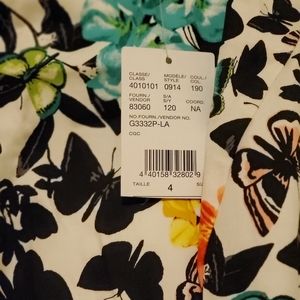 CLASSE/ MODÈLE/ COUL./
CLASS STYLE COL.
4010101 0914 190
FOURN./ S/A
VENDOR S/Y COORD.
83060 120 NA
NO.FOURN./VENDOR NO.
G3332P-LA
CGC
4 40158 32802 9
TAILLE
4